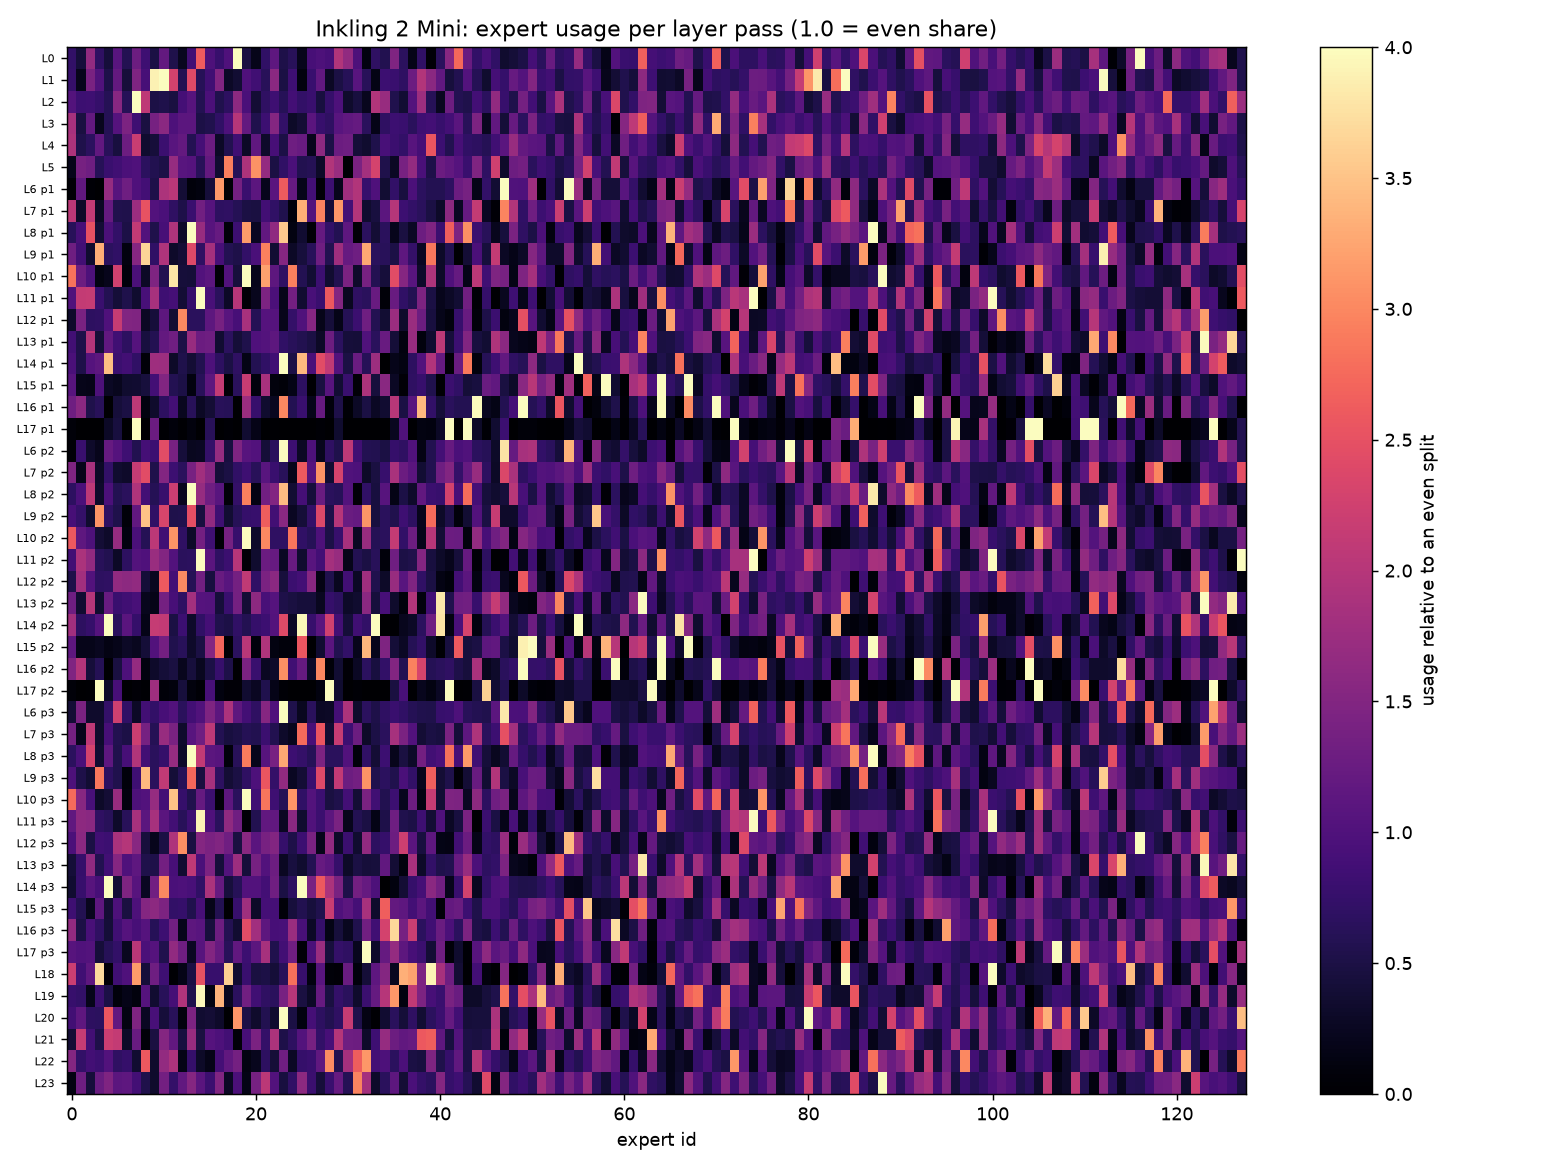 Inkling 2 Mini: expert usage per layer pass (1.0 = even share)
L0
L1
L2
L3
L4
L5
L6 p1
L7 p1
L8 p1
L9 p1
L10 p1
L11 p1
L12 p1
L13 p1
L14 p1
L15 p1
L16 p1
L17 p1
L6 p2
L7 p2
L8 p2
L9 p2
L10 p2
L11 p2
L12 p2
L13 p2
L14 p2
L15 p2
L16 p2
L17 p2
L6 p3
L7 p3
L8 p3
L9 p3
L10 p3
L11 p3
L12 p3
L13 p3
L14 p3
L15 p3
L16 p3
L17 p3
L18
L19
L20
L21
L22
L23
0 20 40 60 80 100 120
expert id
4.0
3.5
3.0
2.5
2.0
1.5
1.0
0.5
0.0
usage relative to an even split